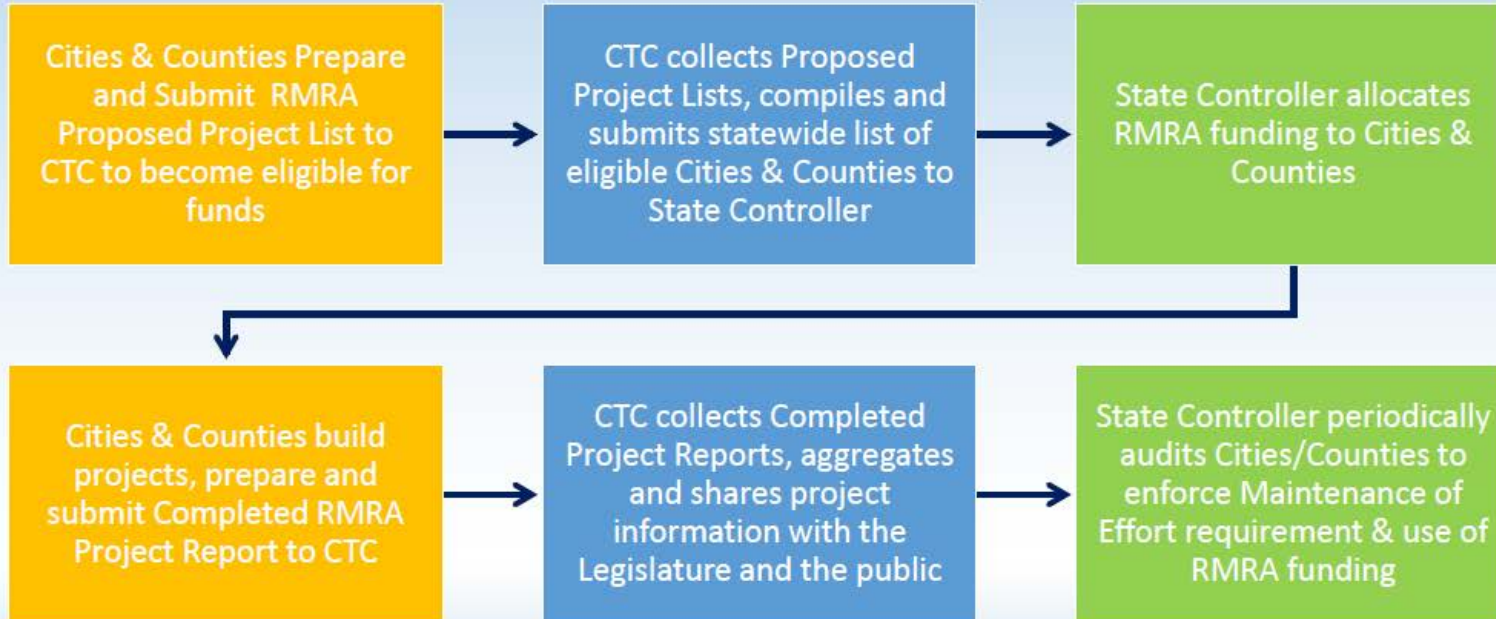 Cities & Counties Prepare
and Submit RMRA
Proposed Project List to
CTC to become eligible for
funds
CTC collects Proposed
Project Lists, compiles and
submits statewide list of
eligible Cities & Counties to
State Controller
State Controller allocates
RMRA funding to Cities &
Counties
Cities & Counties build
projects, prepare and
submit Completed RMRA
Project Report to CTC
CTC collects Completed
Project Reports, aggregates
and shares project
information with the
Legislature and the public
State Controller periodically
audits Cities/Counties to
enforce Maintenance of
Effort requirement & use of
RMRA funding